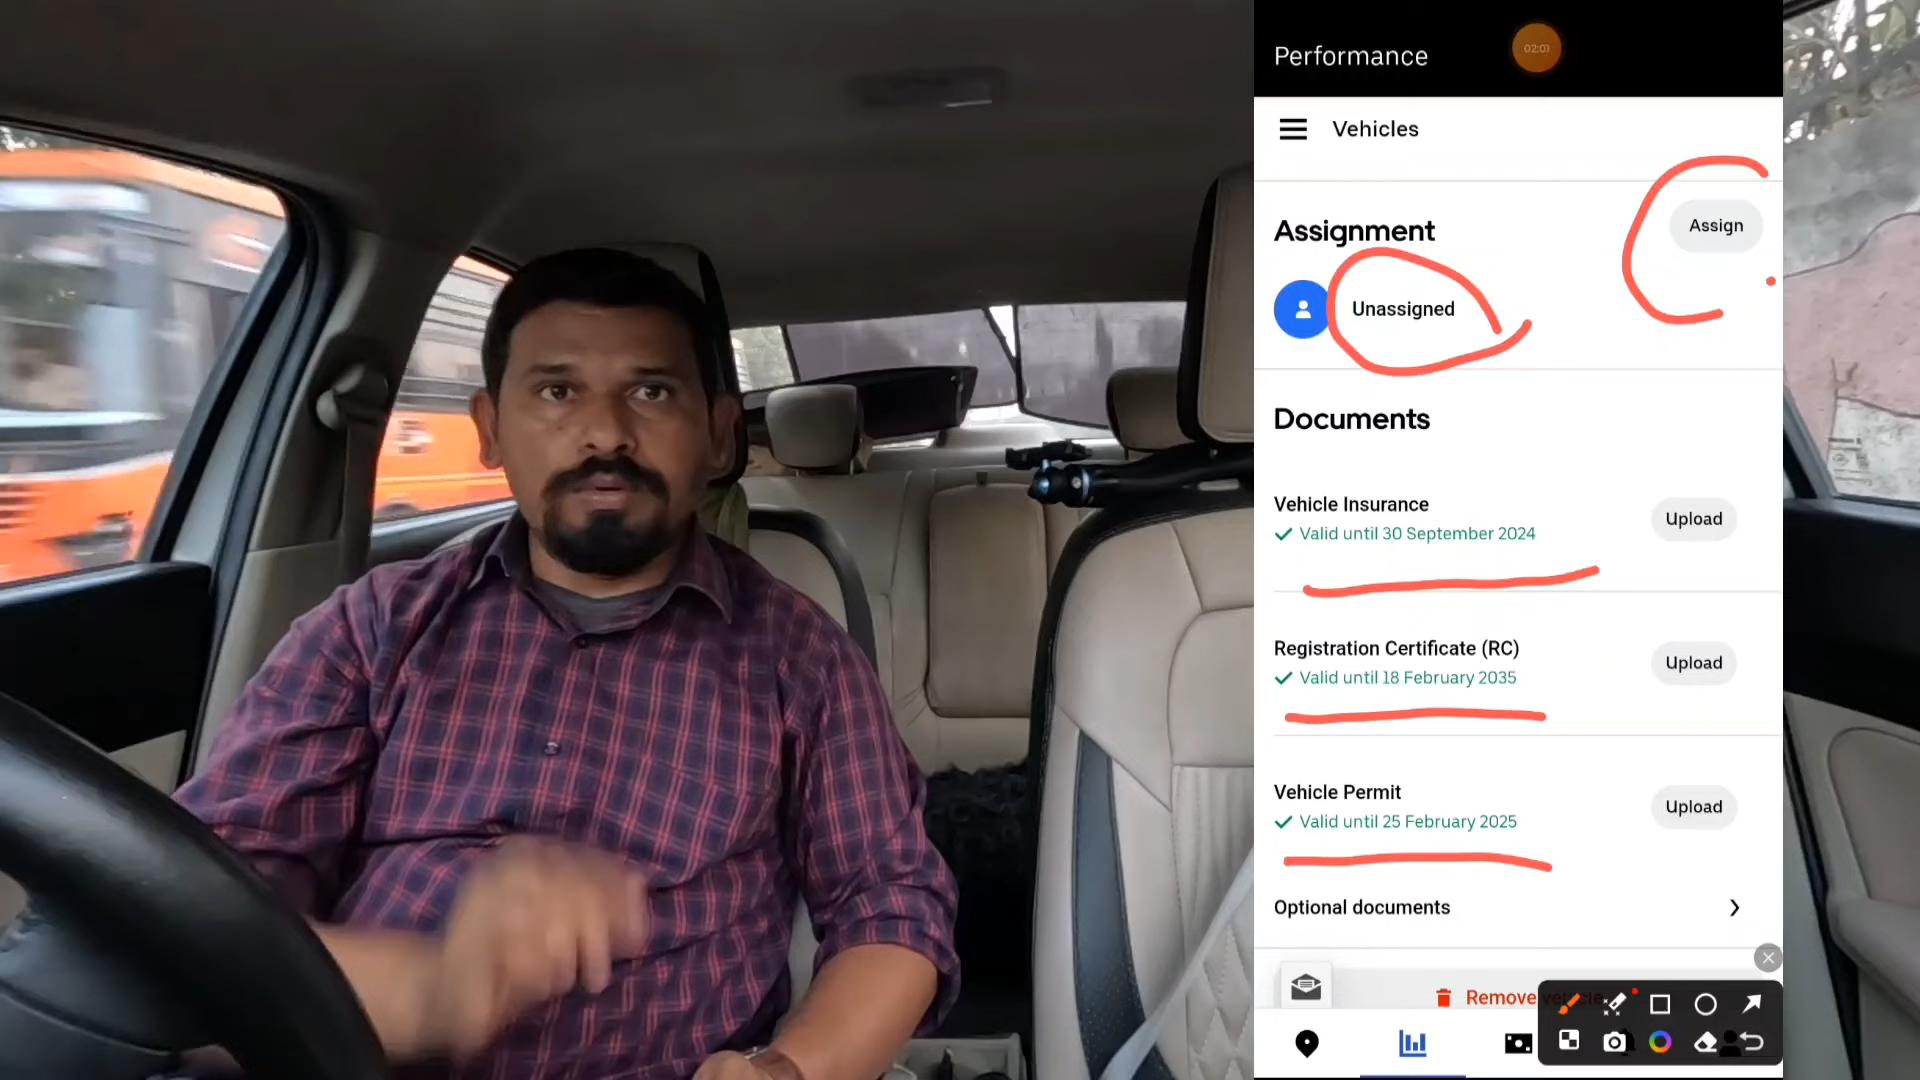 Performance
02:01
Vehicles
Assignment
Assign
Unassigned
Documents
Vehicle Insurance
Valid until 30 September 2024
Upload
Registration Certificate (RC)
Valid until 18 February 2035
Upload
Vehicle Permit
Valid until 25 February 2025
Upload
Optional documents
Remove